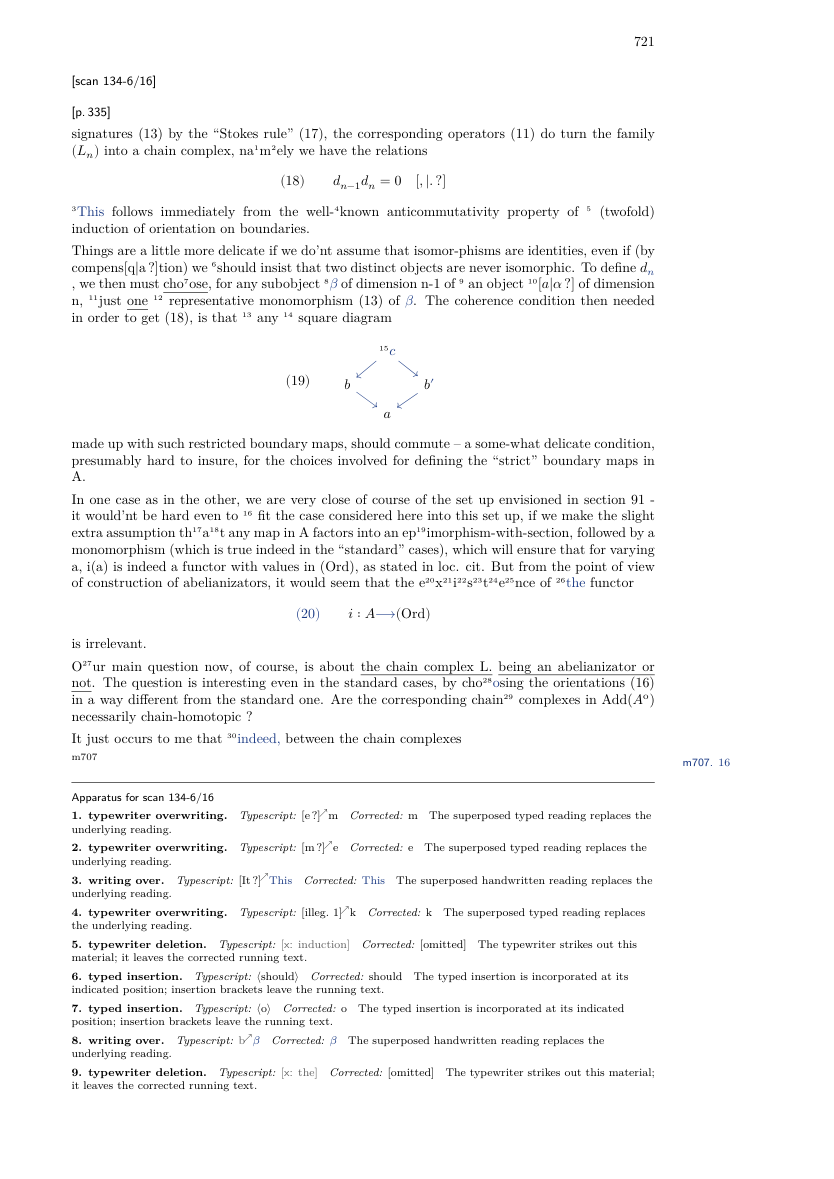 721
[scan 134-6/16]
[p. 335]
signatures (13) by the “Stokes rule” (17), the corresponding operators (11) do turn the family
(Lₙ) into a chain complex, na¹m²ely we have the relations
(18) dₙ₋₁dₙ = 0 [, |. ?]
³This follows immediately from the well-⁴known anticommutativity property of ⁵ (twofold)
induction of orientation on boundaries.
Things are a little more delicate if we do'nt assume that isomor-phisms are identities, even if (by
compens[q|a ?]tion) we ⁶should insist that two distinct objects are never isomorphic. To define dₙ
, we then must cho⁷ose, for any subobject ⁸β of dimension n-1 of ⁹ an object ¹⁰[a|α ?] of dimension
n, ¹¹just one ¹² representative monomorphism (13) of β. The coherence condition then needed
in order to get (18), is that ¹³ any ¹⁴ square diagram
¹⁵c
(19) b b′
a
made up with such restricted boundary maps, should commute – a some-what delicate condition,
presumably hard to insure, for the choices involved for defining the “strict” boundary maps in
A.
In one case as in the other, we are very close of course of the set up envisioned in section 91 -
it would'nt be hard even to ¹⁶ fit the case considered here into this set up, if we make the slight
extra assumption th¹⁷a¹⁸t any map in A factors into an ep¹⁹imorphism-with-section, followed by a
monomorphism (which is true indeed in the “standard” cases), which will ensure that for varying
a, i(a) is indeed a functor with values in (Ord), as stated in loc. cit. But from the point of view
of construction of abelianizators, it would seem that the e²⁰x²¹i²²s²³t²⁴e²⁵nce of ²⁶the functor
(20) i : A⟶(Ord)
is irrelevant.
O²⁷ur main question now, of course, is about the chain complex L. being an abelianizator or
not. The question is interesting even in the standard cases, by cho²⁸osing the orientations (16)
in a way different from the standard one. Are the corresponding chain²⁹ complexes in Add(Aᵒ)
necessarily chain-homotopic ?
It just occurs to me that ³⁰indeed, between the chain complexes
m707
m707. 16
Apparatus for scan 134-6/16
1. typewriter overwriting. Typescript: [e ?]↗m Corrected: m The superposed typed reading replaces the
underlying reading.
2. typewriter overwriting. Typescript: [m ?]↗e Corrected: e The superposed typed reading replaces the
underlying reading.
3. writing over. Typescript: [It ?]↗This Corrected: This The superposed handwritten reading replaces the
underlying reading.
4. typewriter overwriting. Typescript: [illeg. 1]↗k Corrected: k The superposed typed reading replaces
the underlying reading.
5. typewriter deletion. Typescript: [x: induction] Corrected: [omitted] The typewriter strikes out this
material; it leaves the corrected running text.
6. typed insertion. Typescript: ⟨should⟩ Corrected: should The typed insertion is incorporated at its
indicated position; insertion brackets leave the running text.
7. typed insertion. Typescript: ⟨o⟩ Corrected: o The typed insertion is incorporated at its indicated
position; insertion brackets leave the running text.
8. writing over. Typescript: b↗β Corrected: β The superposed handwritten reading replaces the
underlying reading.
9. typewriter deletion. Typescript: [x: the] Corrected: [omitted] The typewriter strikes out this material;
it leaves the corrected running text.